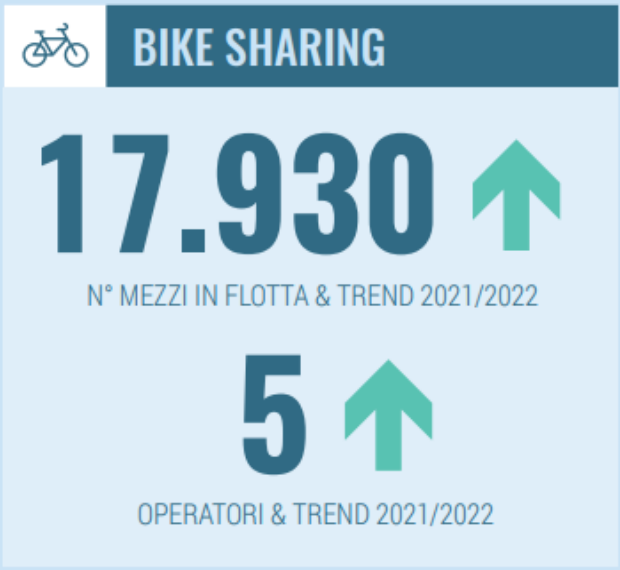 BIKE SHARING
17.930
N° MEZZI IN FLOTTA & TREND 2021/2022
5
OPERATORI & TREND 2021/2022